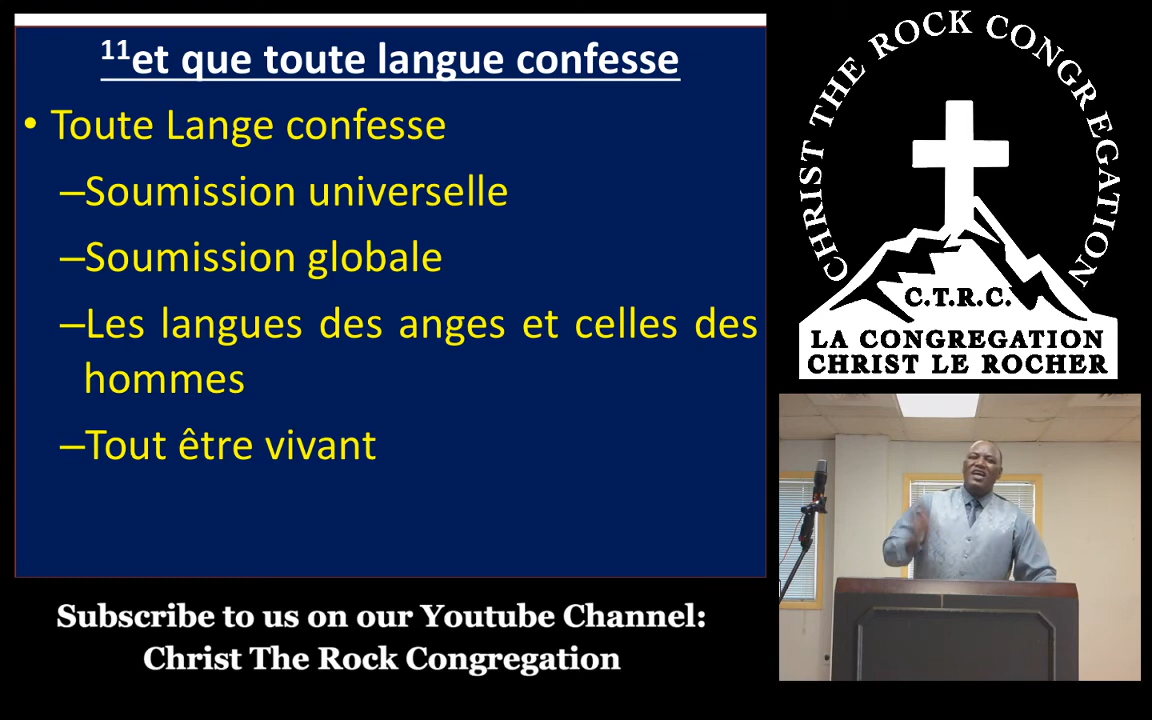 ¹¹et que toute langue confesse
• Toute Lange confesse
–Soumission universelle
–Soumission globale
–Les langues des anges et celles des
hommes
–Tout être vivant
CHRIST THE ROCK CONGREGATION
C.T.R.C.
LA CONGREGATION
CHRIST LE ROCHER
Subscribe to us on our Youtube Channel:
Christ The Rock Congregation